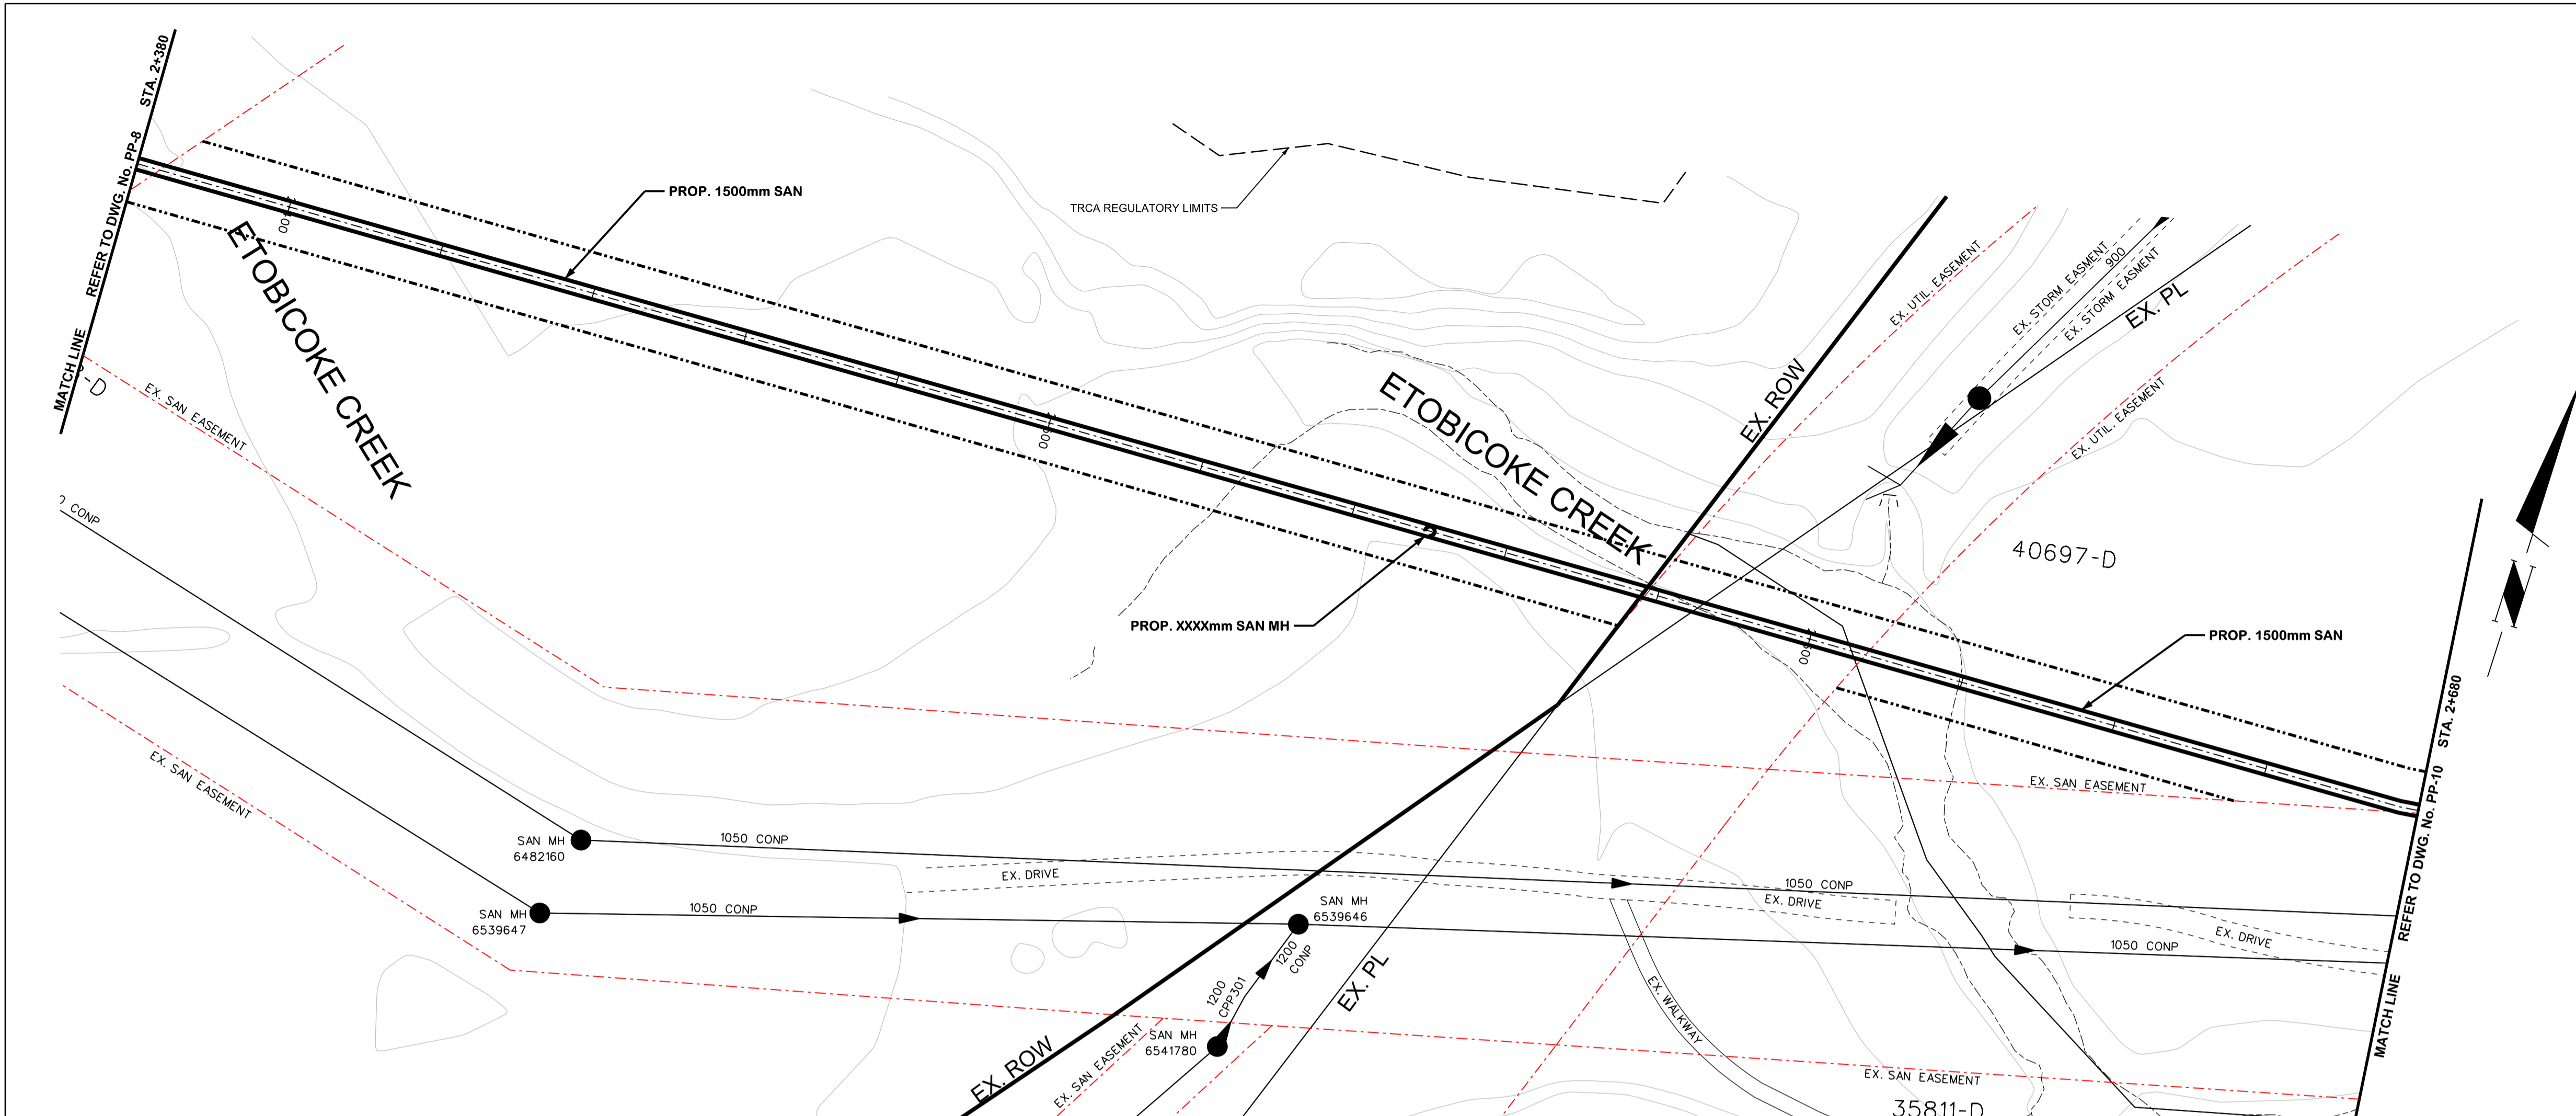 STA. 2+380
REFER TO DWG. No. PP-8
MATCH LINE
-D
PROP. 1500mm SAN
TRCA REGULATORY LIMITS
ETOBICOKE CREEK
EX. SAN EASEMENT
CONP
EX. SAN EASEMENT
ETOBICOKE CREEK
EX. ROW
EX. UTIL. EASEMENT
EX. STORM EASMENT
900
EX. STORM EASMENT
EX. PL
EX. UTIL. EASEMENT
40697-D
PROP. XXXXmm SAN MH
PROP. 1500mm SAN
STA. 2+680
REFER TO DWG. No. PP-10
MATCH LINE
EX. SAN EASEMENT
SAN MH
6482160
1050 CONP
EX. DRIVE
SAN MH
6539647
1050 CONP
SAN MH
6539646
1050 CONP
EX. DRIVE
1050 CONP
EX. DRIVE
1200
CONP
1200
CPP301
SAN MH
6541780
EX. SAN EASEMENT
EX. ROW
EX. PL
EX. WALKWAY
EX. SAN EASEMENT
35811-D